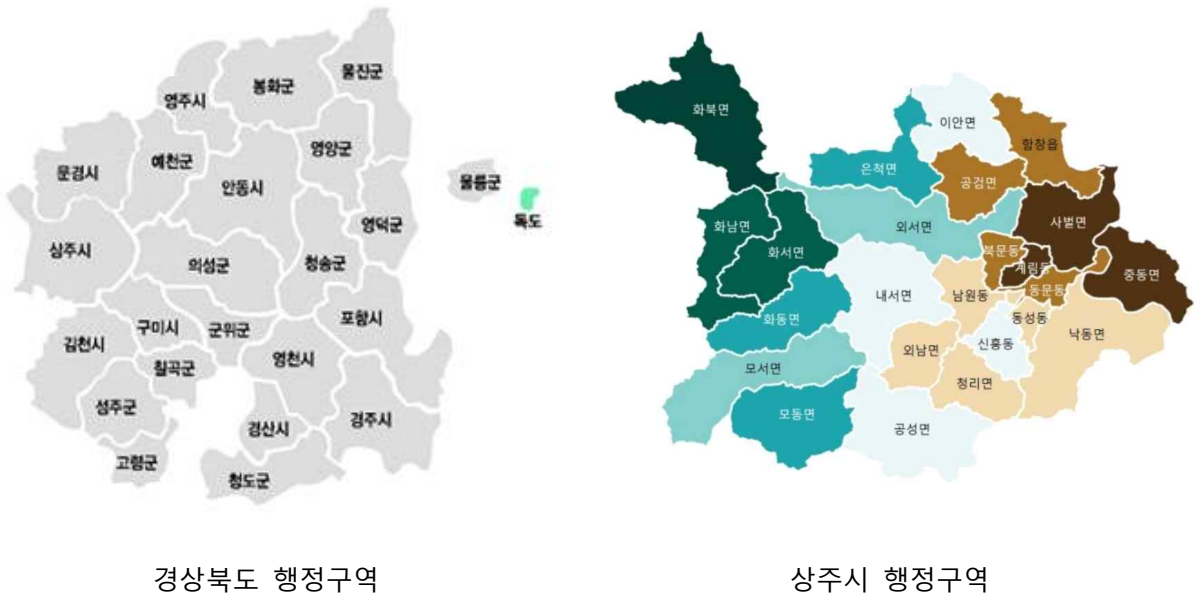 울진군
봉화군
영주시
영양군
예천군
문경시
안동시
울릉군
독도
영덕군
상주시
의성군
청송군
포항시
구미시
군위군
김천시
영천시
칠곡군
성주군
경산시
경주시
고령군
청도군
경상북도 행정구역
화북면
이안면
함창읍
은척면
공검면
화남면
외서면
사벌면
화서면
북문동
계림동
중동면
내서면
남원동
동문동
화동면
동성동
낙동면
신흥동
외남면
모서면
청리면
모동면
공성면
상주시 행정구역